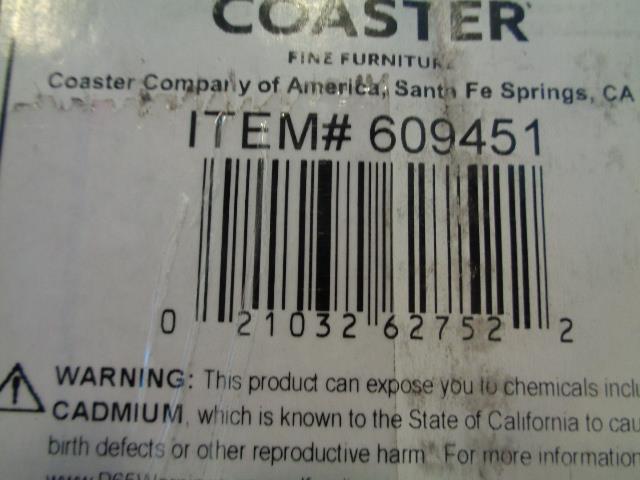 COASTER
FINE FURNITURE
Coaster Company of America, Santa Fe Springs, CA
ITEM# 609451
0 21032 62752 2
WARNING: This product can expose you to chemicals
CADMIUM, which is known to the State of California to
birth defects or other reproductive harm. For more information